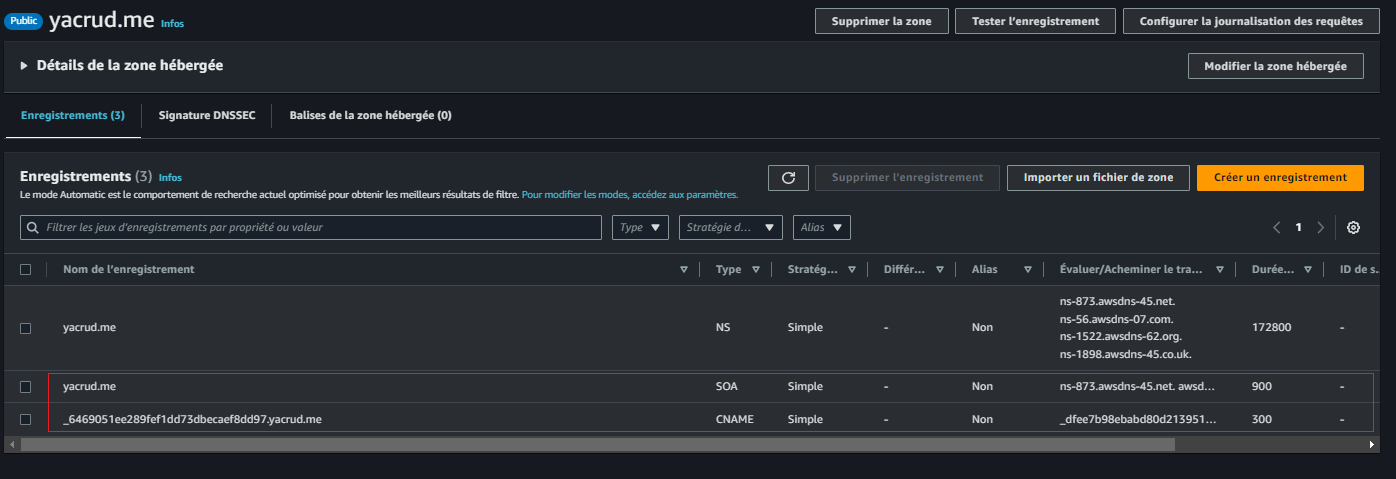 Public yacrud.me Infos
Supprimer la zone Tester l'enregistrement Configurer la journalisation des requêtes
Détails de la zone hébergée Modifier la zone hébergée
Enregistrements (3) Signature DNSSEC Balises de la zone hébergée (0)
Enregistrements (3) Infos
Le mode Automatic est le comportement de recherche actuel optimisé pour obtenir les meilleurs résultats de filtre. Pour modifier les modes, accédez aux paramètres.
Supprimer l'enregistrement Importer un fichier de zone Créer un enregistrement
Filtrer les jeux d'enregistrements par propriété ou valeur Type Stratégie d... Alias 1
Nom de l'enregistrement Type Stratég... Différ... Alias Évaluer/Acheminer le tra... Durée... ID de s...
yacrud.me NS Simple - Non ns-873.awsdns-45.net. 172800 -
ns-56.awsdns-07.com.
ns-1522.awsdns-62.org.
ns-1898.awsdns-45.co.uk.
yacrud.me SOA Simple - Non ns-873.awsdns-45.net. awsd... 900 -
_6469051ee289fef1dd73dbecaef8dd97.yacrud.me CNAME Simple - Non _dfee7b98ebabd80d213951... 300 -